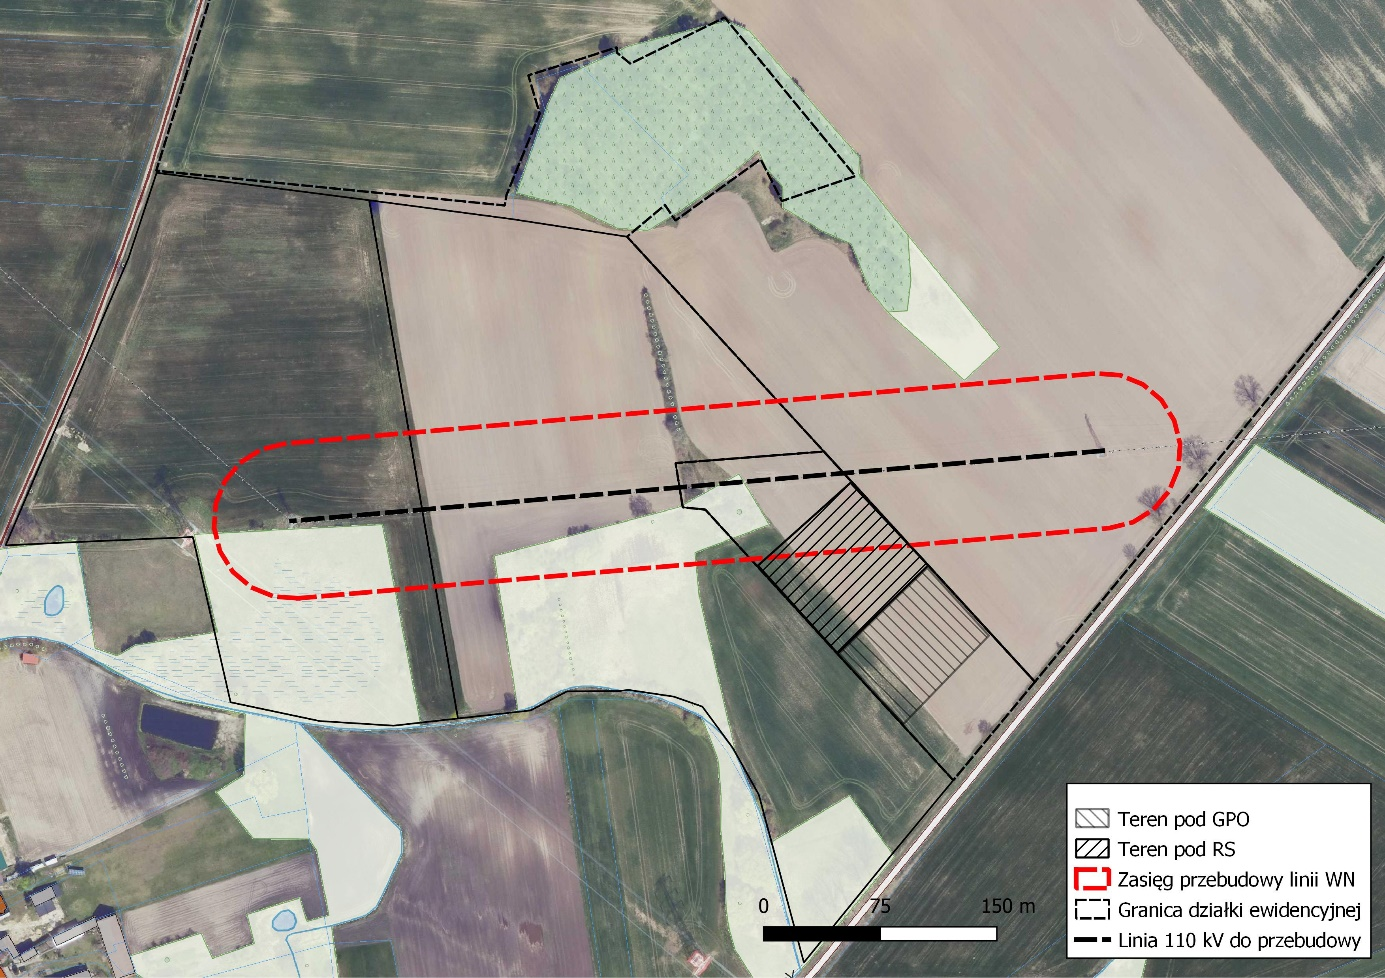 Teren pod GPO
Teren pod RS
Zasięg przebudowy linii WN
Granica działki ewidencyjnej
Linia 110 kV do przebudowy
0 75 150 m